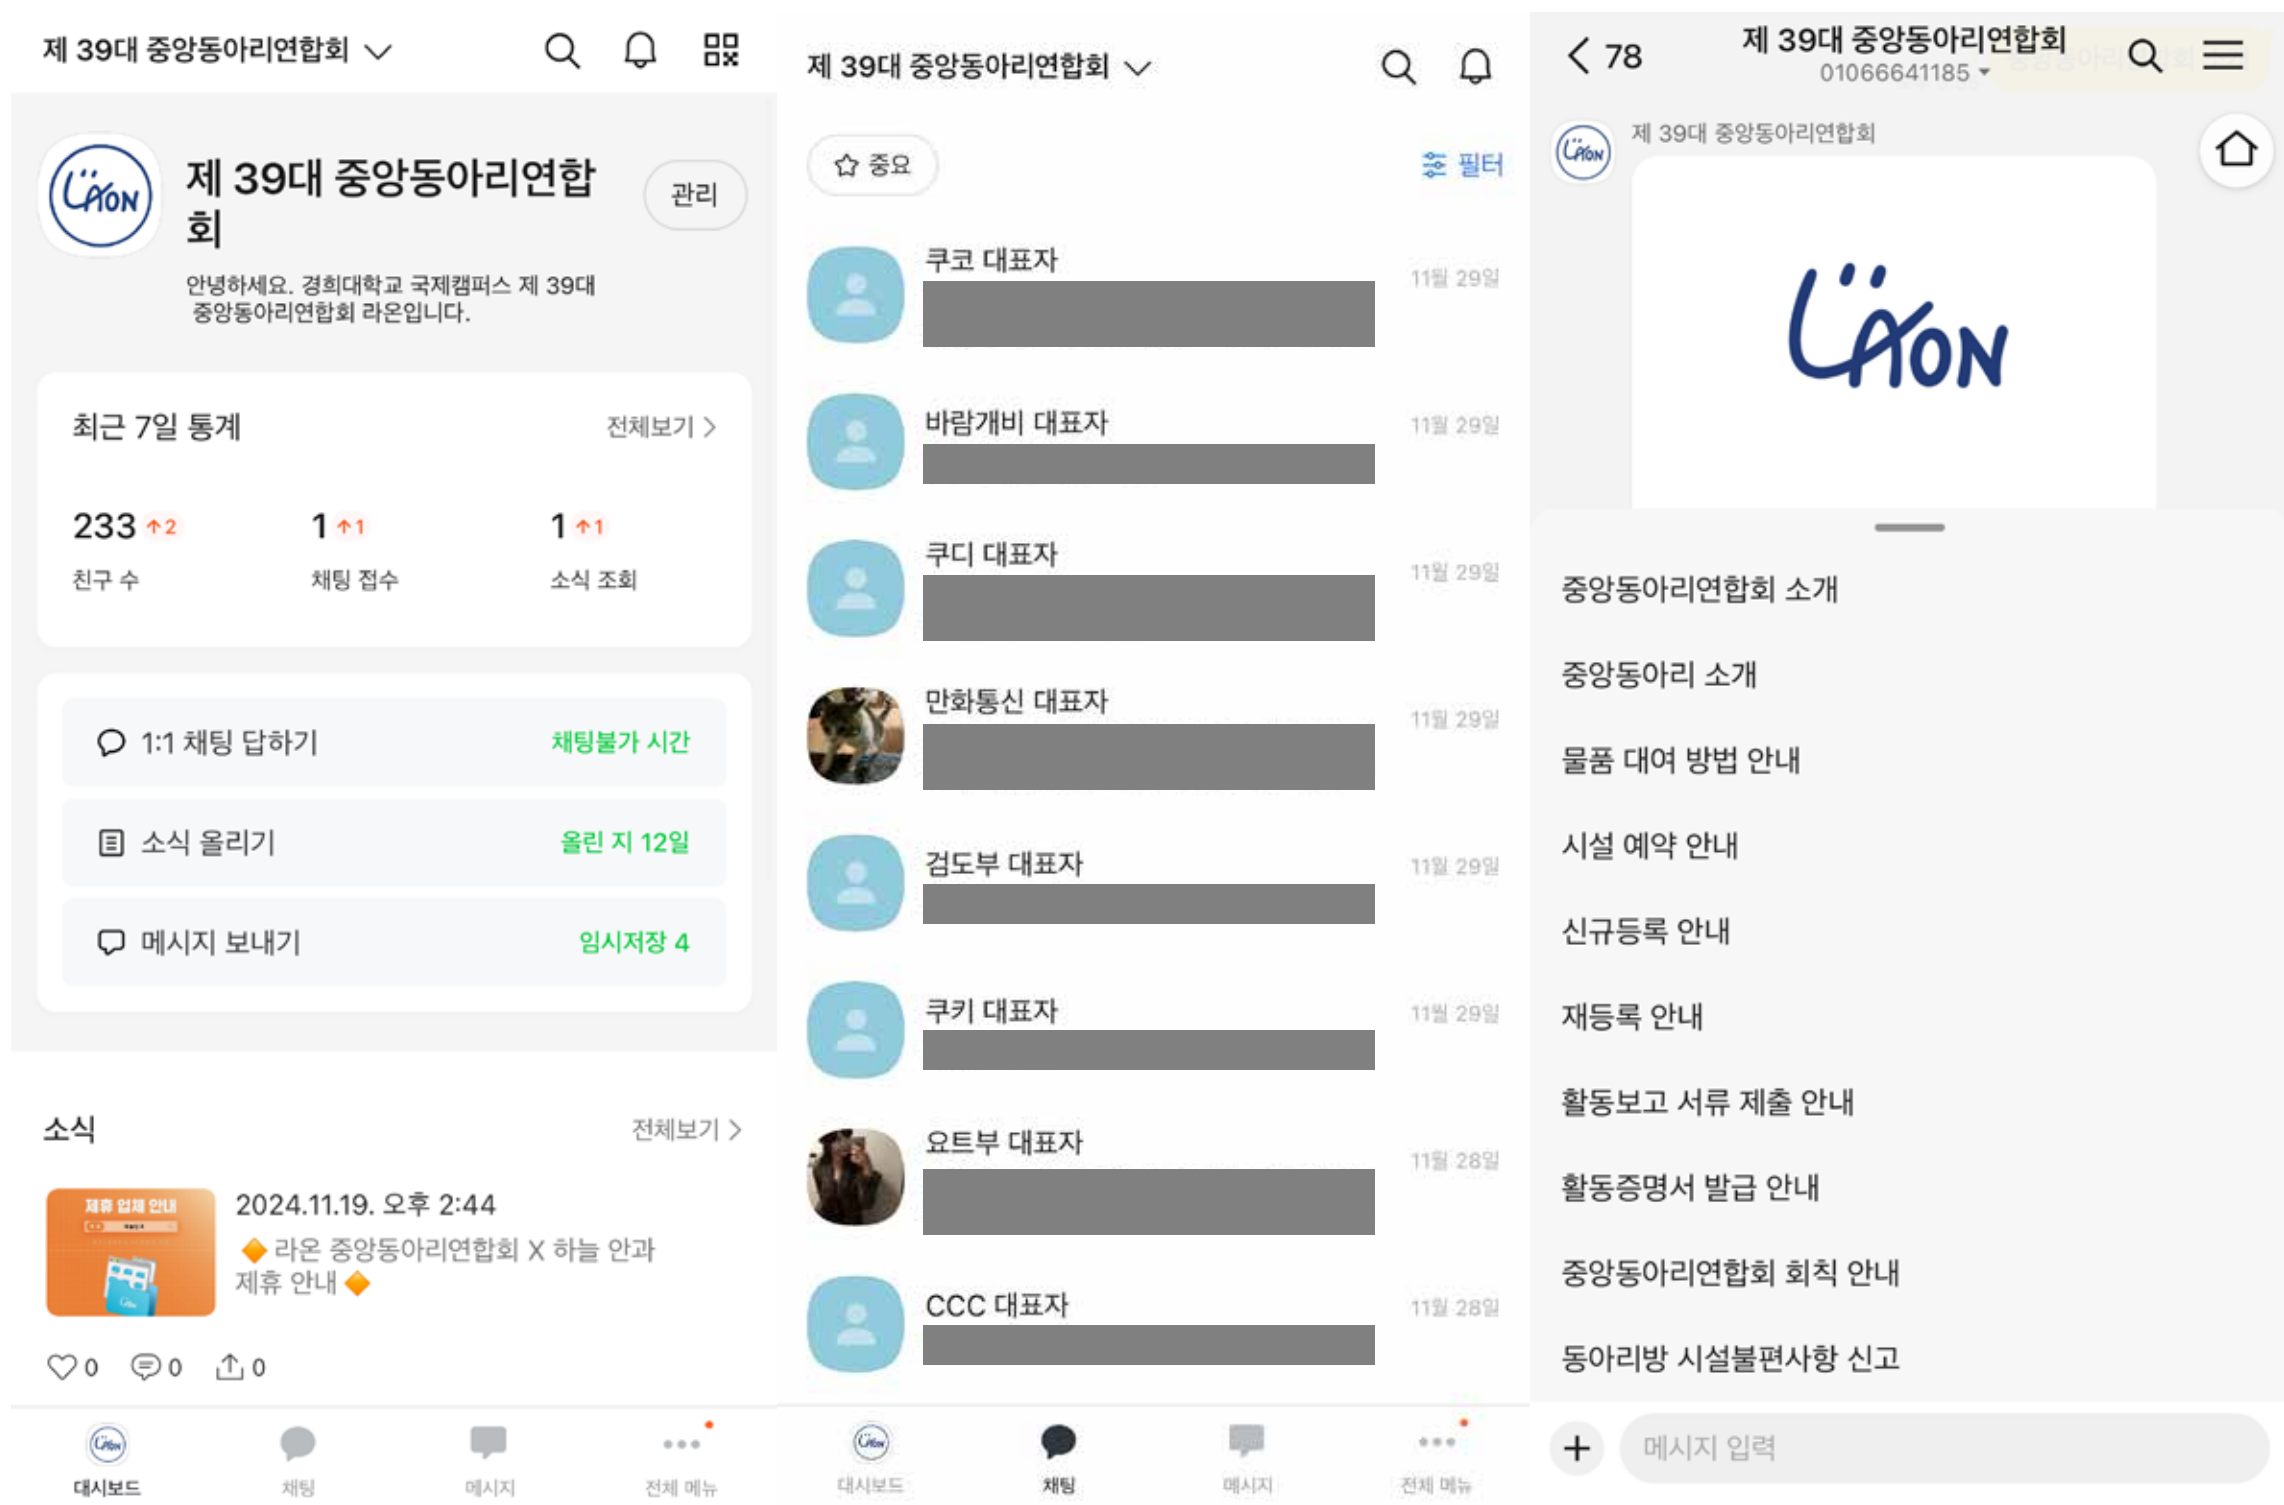 제 39대 중앙동아리연합회
LAON
제 39대 중앙동아리연합
회
관리
안녕하세요. 경희대학교 국제캠퍼스 제 39대
중앙동아리연합회 라온입니다.
최근 7일 통계
전체보기 >
233 ↑2
1 ↑1
1 ↑1
친구 수
채팅 접수
소식 조회
1:1 채팅 답하기
채팅불가 시간
소식 올리기
올린 지 12일
메시지 보내기
임시저장 4
소식
전체보기 >
제휴 업체 안내
2024.11.19. 오후 2:44
🔶 라온 중앙동아리연합회 X 하늘 안과
제휴 안내 🔶
0
0
0
LAON
대시보드
채팅
메시지
전체 메뉴
제 39대 중앙동아리연합회
중요
필터
쿠코 대표자
11월 29일
바람개비 대표자
11월 29일
쿠디 대표자
11월 29일
만화통신 대표자
11월 29일
검도부 대표자
11월 29일
쿠키 대표자
11월 29일
요트부 대표자
11월 28일
CCC 대표자
11월 28일
LAON
대시보드
채팅
메시지
전체 메뉴
< 78
제 39대 중앙동아리연합회
01066641185
LAON
제 39대 중앙동아리연합회
LAON
중앙동아리연합회 소개
중앙동아리 소개
물품 대여 방법 안내
시설 예약 안내
신규등록 안내
재등록 안내
활동보고 서류 제출 안내
활동증명서 발급 안내
중앙동아리연합회 회칙 안내
동아리방 시설불편사항 신고
+
메시지 입력